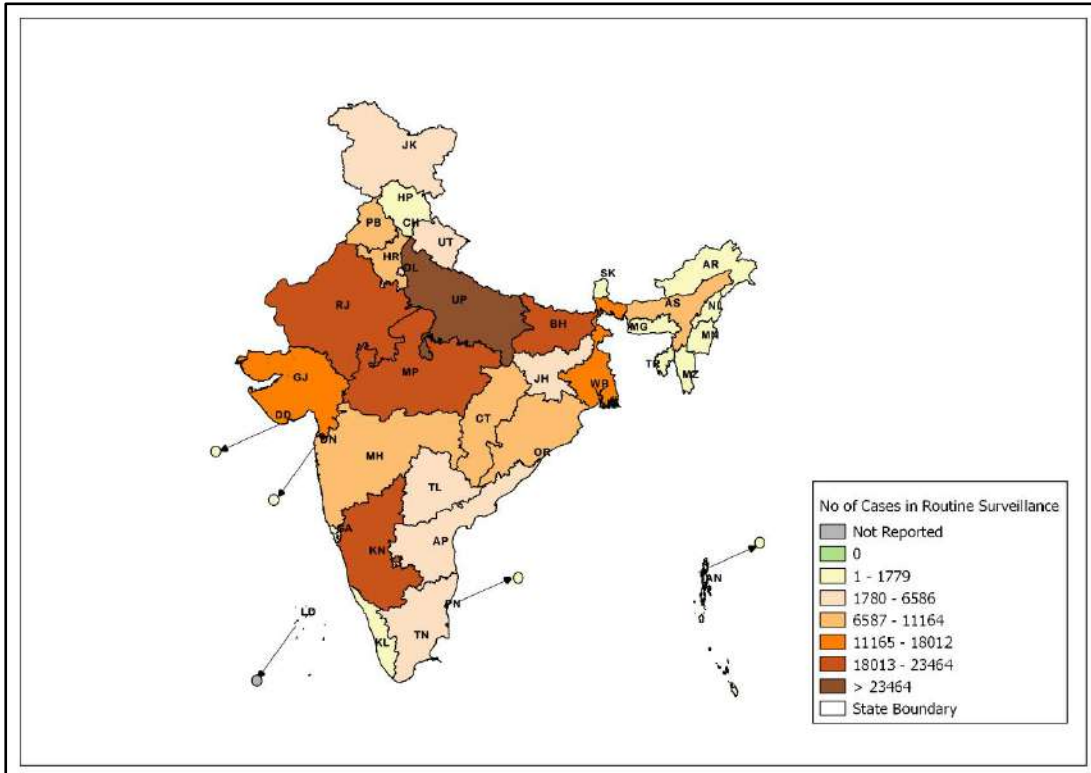 JK
HP
CH
PB
UT
HR
DL
SK
AR
RJ
UP
AS
NL
BH
MG
MN
TR
MZ
MP
JH
GJ
WB
CT
DD
DN
OR
MH
TL
GA
KN
AP
AN
PN
LD
TN
KL
No of Cases in Routine Surveillance
Not Reported
0
1 - 1779
1780 - 6586
6587 - 11164
11165 - 18012
18013 - 23464
> 23464
State Boundary